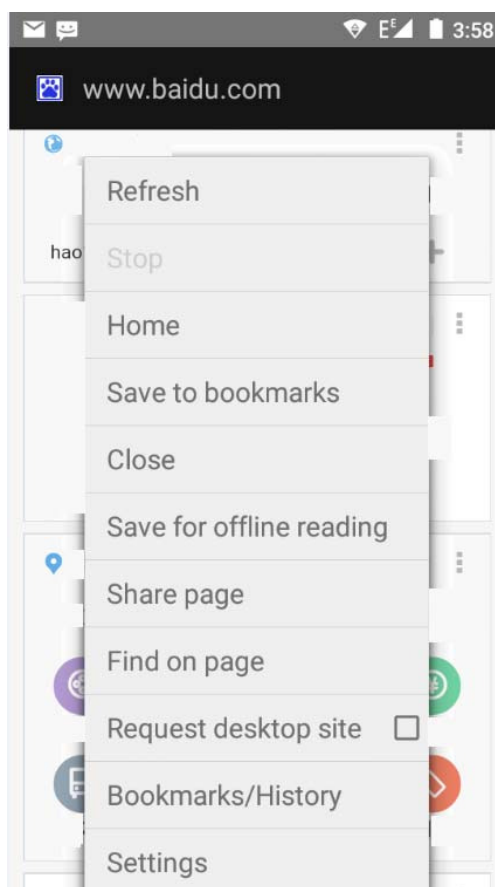 3:58
www.baidu.com
hao
Refresh
Stop
Home
Save to bookmarks
Close
Save for offline reading
Share page
Find on page
Request desktop site
Bookmarks/History
Settings